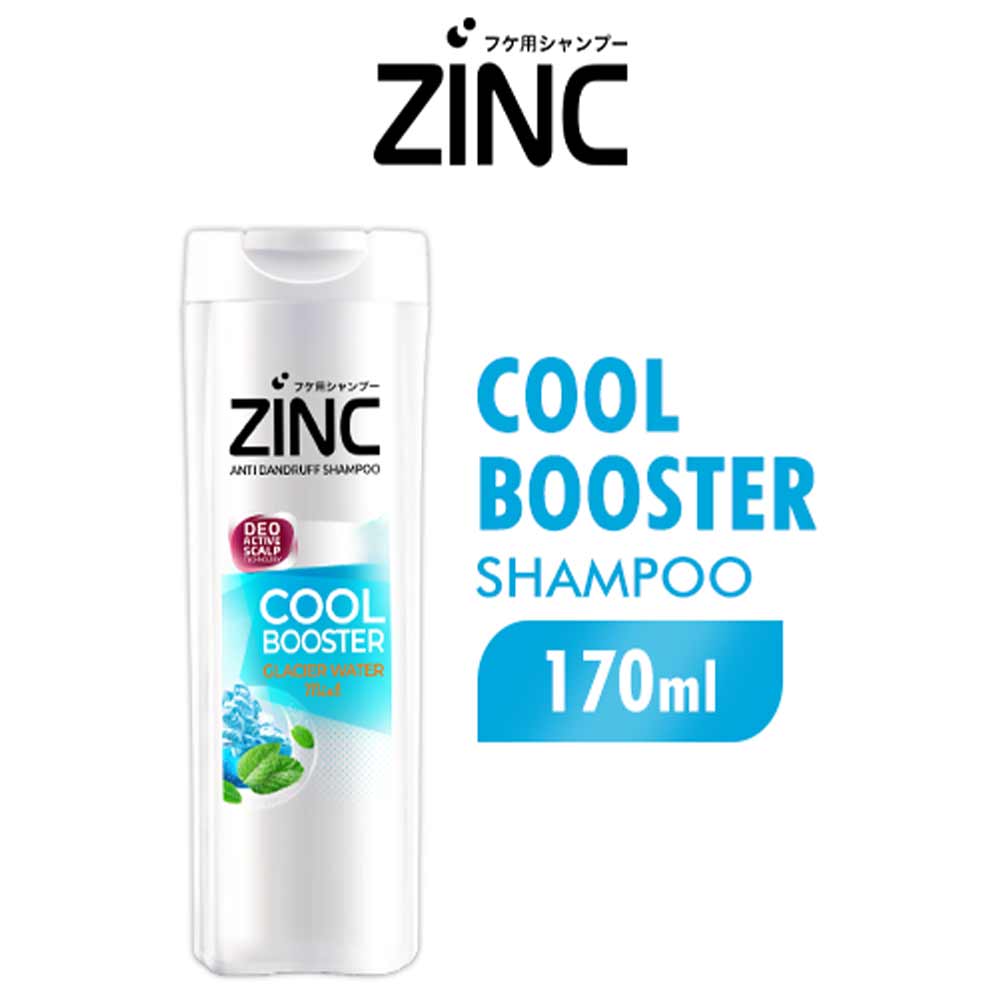 フケ用シャンプー
ZINC
フケ用シャンプー
ZINC
ANTI DANDRUFF SHAMPOO
DEO
ACTIVE
SCALP
TECHNOLOGY
COOL
BOOSTER
GLACIER WATER
Mint
COOL
BOOSTER
SHAMPOO
170ml